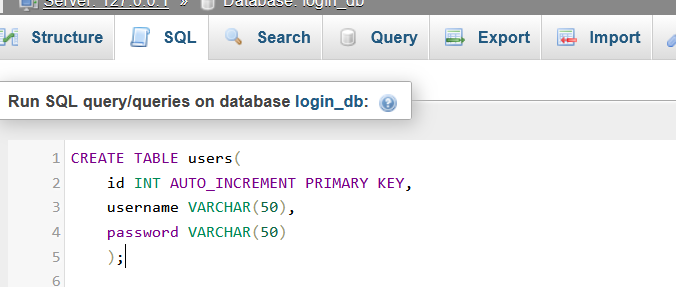 Server: 127.0.0.1 » Database: login_db
Structure SQL Search Query Export Import
Run SQL query/queries on database login_db:
1 CREATE TABLE users(
2 id INT AUTO_INCREMENT PRIMARY KEY,
3 username VARCHAR(50),
4 password VARCHAR(50)
5 );
6